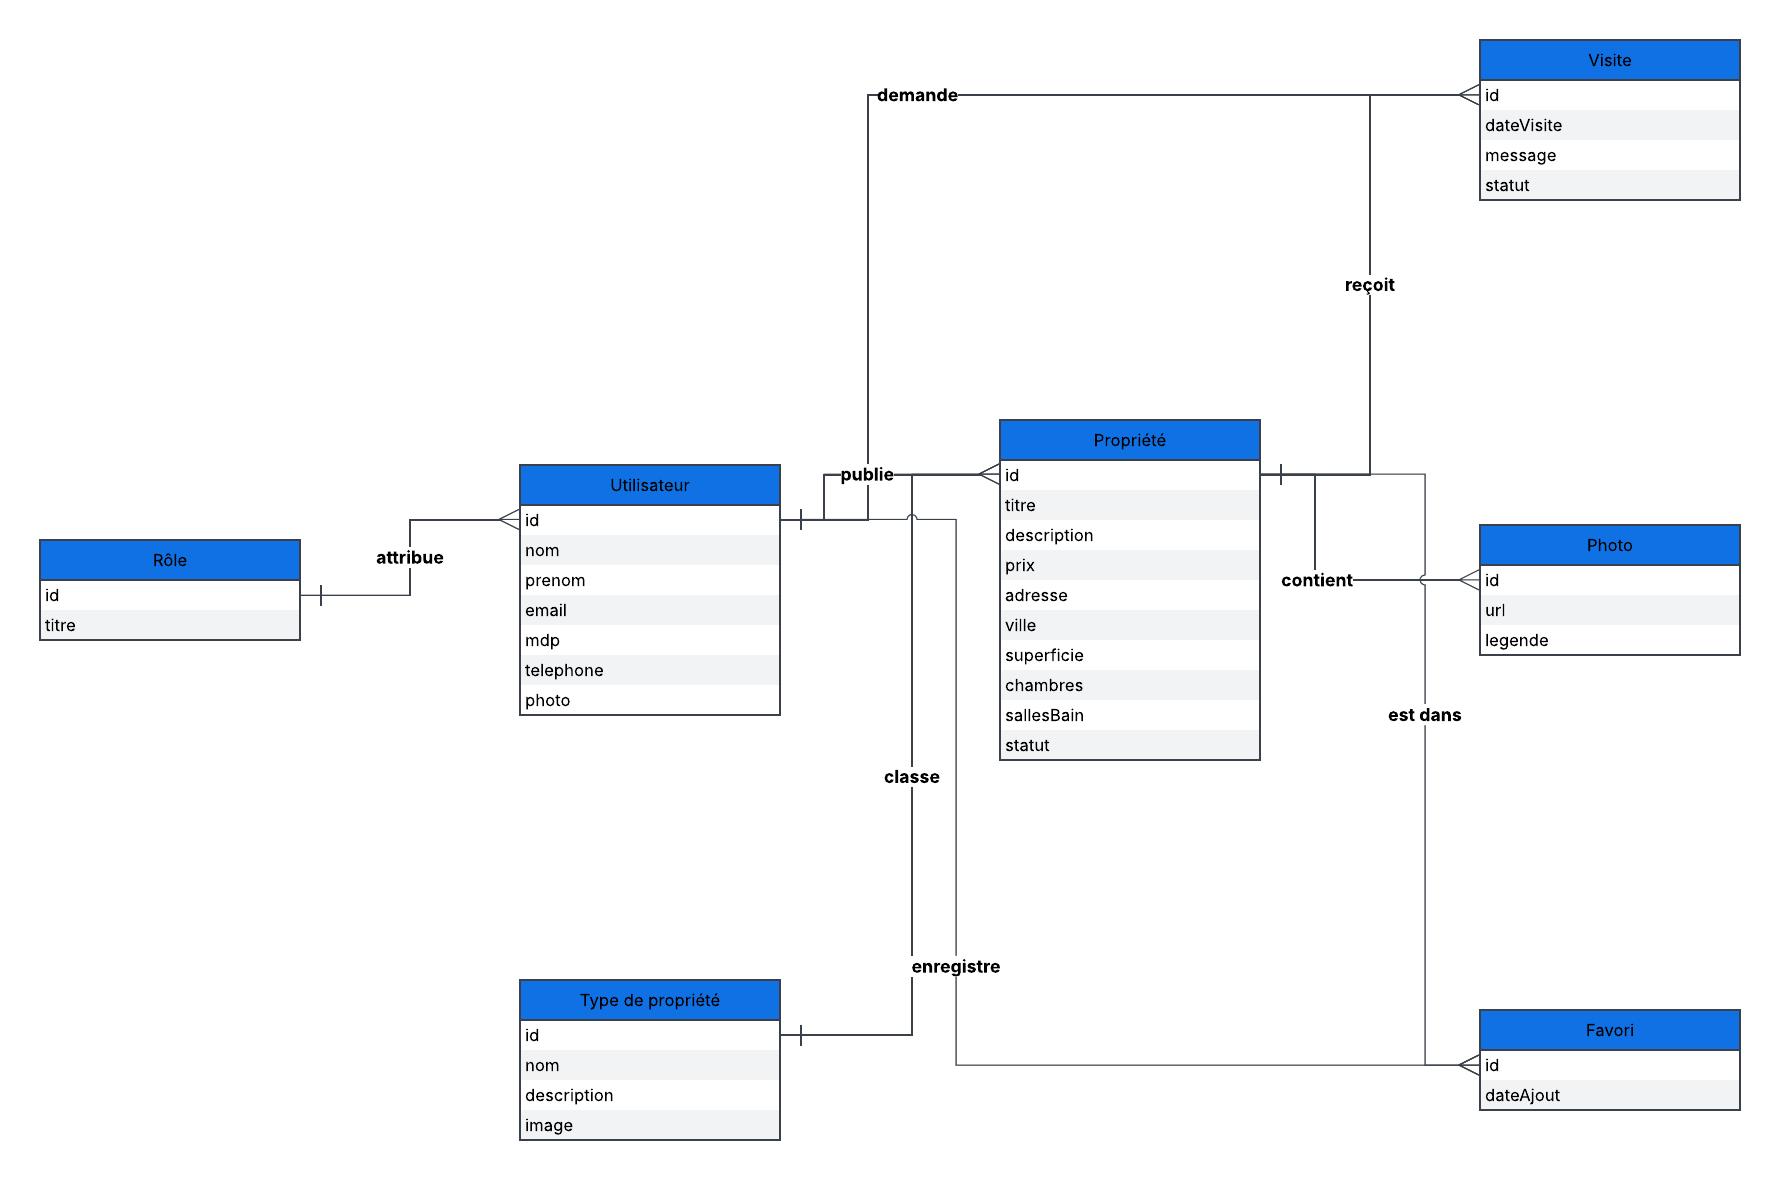 Visite
id
dateVisite
message
statut
demande
reçoit
Propriété
id
titre
description
prix
adresse
ville
superficie
chambres
sallesBain
statut
publie
Utilisateur
id
nom
prenom
email
mdp
telephone
photo
attribue
Rôle
id
titre
Photo
id
url
legende
contient
est dans
classe
enregistre
Type de propriété
id
nom
description
image
Favori
id
dateAjout